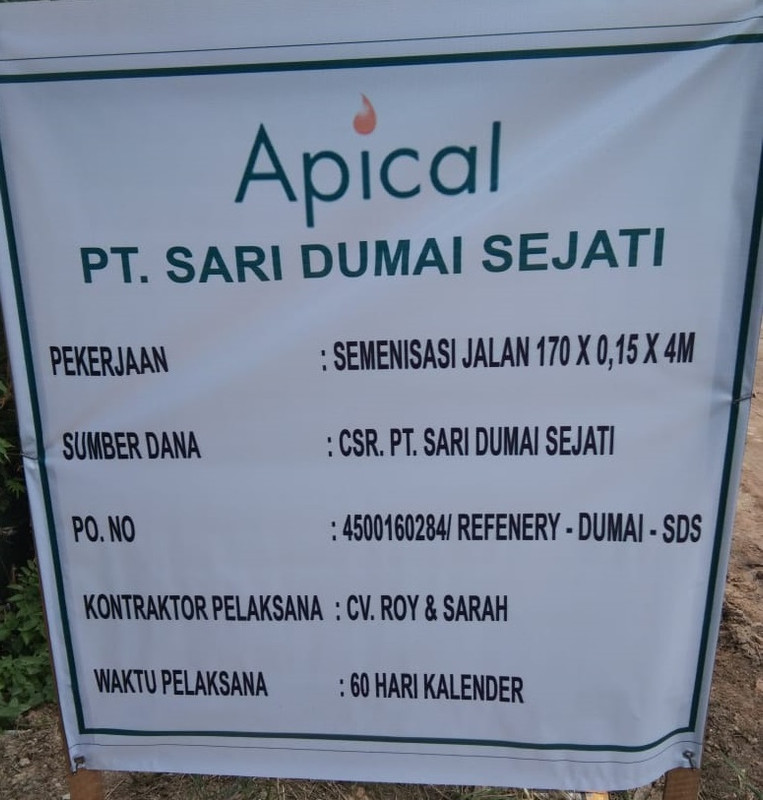 Apical
PT. SARI DUMAI SEJATI
PEKERJAAN : SEMENISASI JALAN 170 X 0,15 X 4M
SUMBER DANA : CSR. PT. SARI DUMAI SEJATI
PO. NO : 4500160284/ REFENERY - DUMAI - SDS
KONTRAKTOR PELAKSANA : CV. ROY & SARAH
WAKTU PELAKSANA : 60 HARI KALENDER